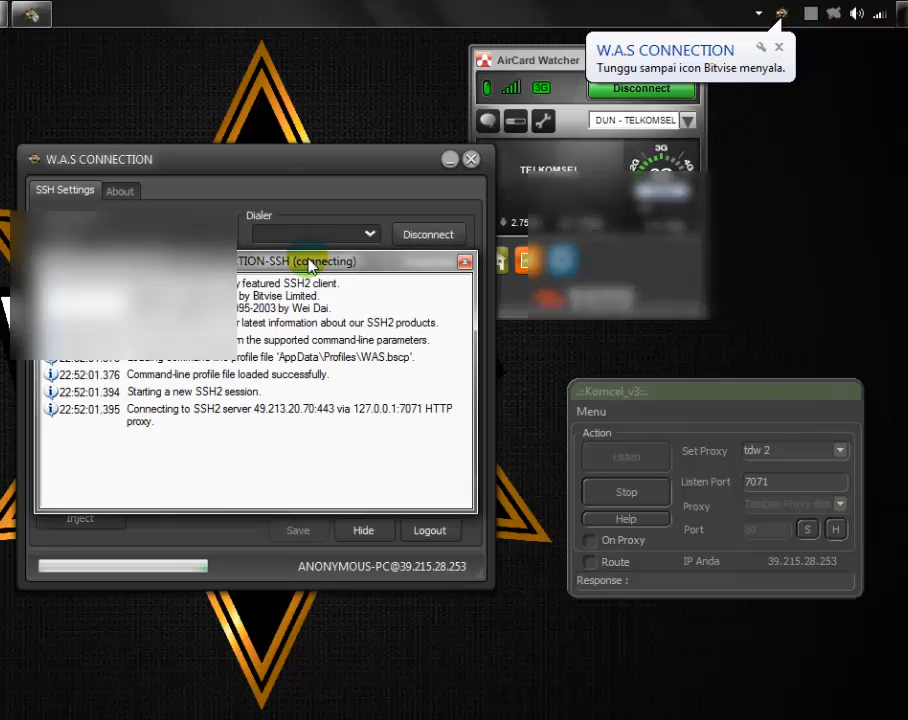 W.A.S CONNECTION
Tunggu sampai icon Bitvise menyala.
AirCard Watcher
3G
Disconnect
DUN - TELKOMSEL
TELKOMSEL
3G
2.75
W.A.S CONNECTION
SSH Settings
About
Dialer
Disconnect
TION-SSH (connecting)
y featured SSH2 client.
by Bitvise Limited.
95-2003 by Wei Dai.
r latest information about our SSH2 products.
m the supported command-line parameters.
profile file 'AppData\Profiles\WAS.bscp'.
22:52:01.376 Command-line profile file loaded successfully.
22:52:01.394 Starting a new SSH2 session.
22:52:01.395 Connecting to SSH2 server 49.213.20.70:443 via 127.0.0.1:7071 HTTP
proxy.
Inject
Save
Hide
Logout
ANONYMOUS-PC@39.215.28.253
.::Komcel_v3::.
Menu
Action
Listen
Set Proxy
tdw 2
Stop
Listen Port
7071
Proxy
Help
On Proxy
Port
80
S
H
Route
IP Anda
39.215.28.253
Response :